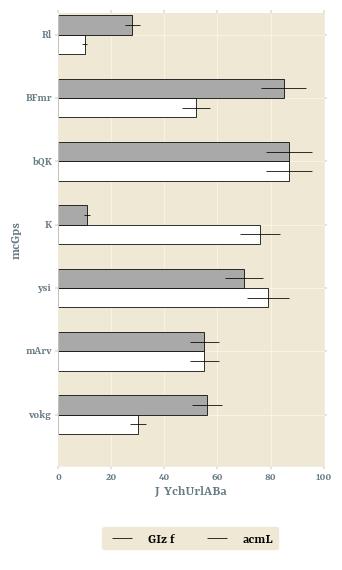 Rl
BFmr
bQK
K
ysi
mArv
vokg
mcGps
0 20 40 60 80 100
J YchUrlABa
GIz f acmL